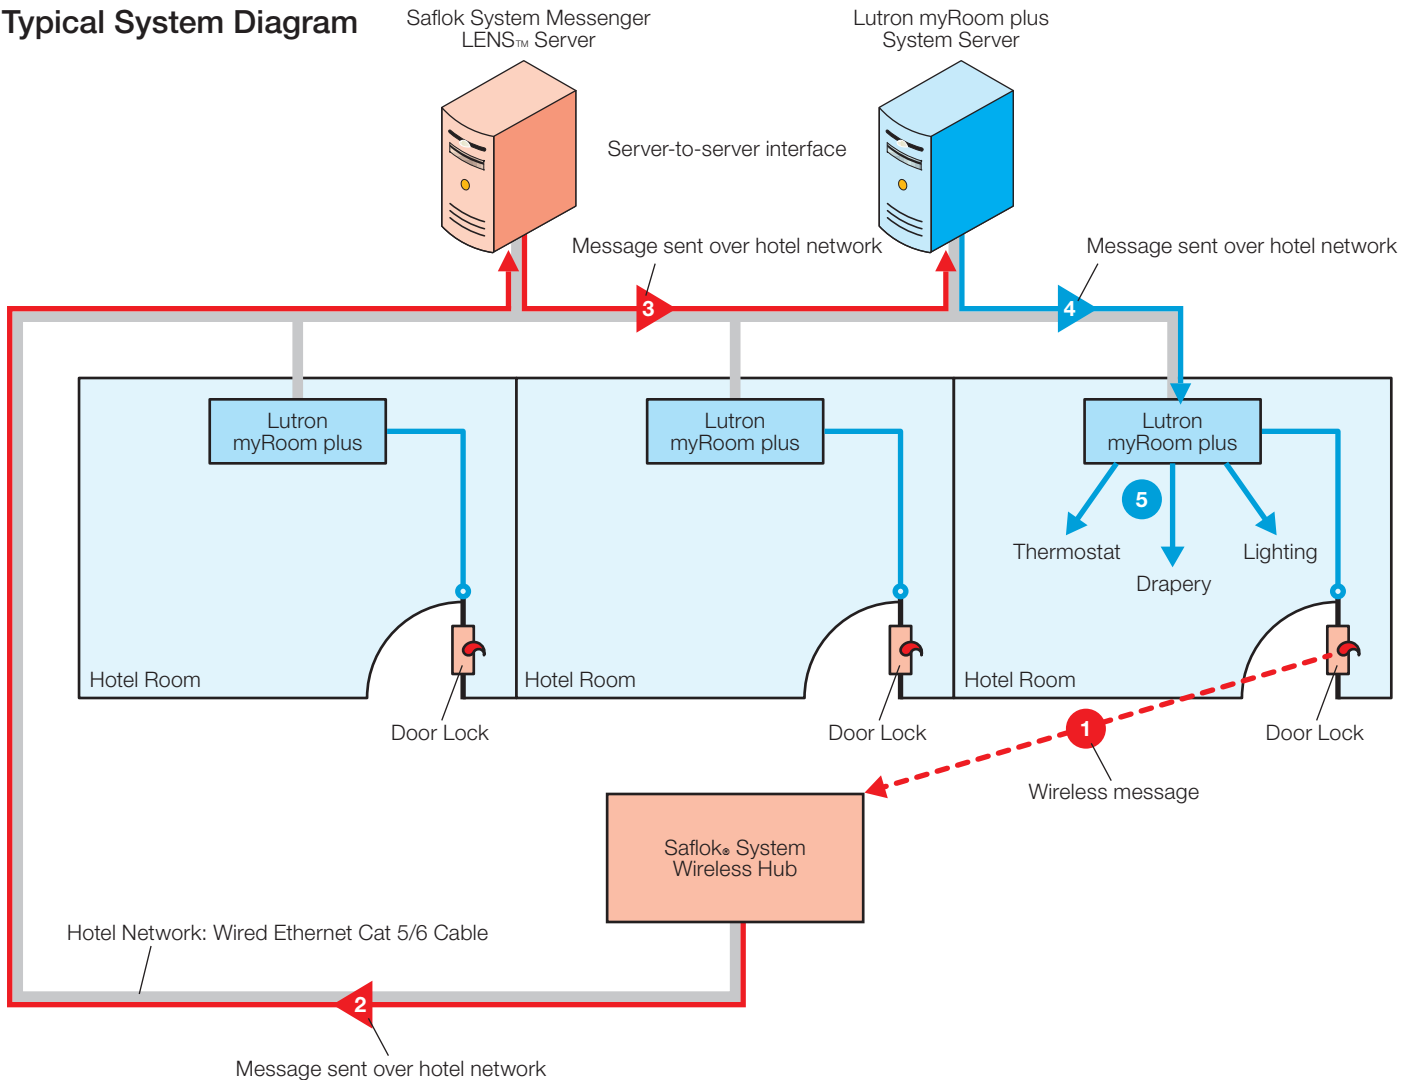 Typical System Diagram
Saflok System Messenger
LENS™ Server
Lutron myRoom plus
System Server
Server-to-server interface
Message sent over hotel network
Message sent over hotel network
3
4
Lutron
myRoom plus
Lutron
myRoom plus
Lutron
myRoom plus
5
Thermostat
Lighting
Drapery
Hotel Room
Hotel Room
Hotel Room
Door Lock
Door Lock
Door Lock
1
Wireless message
Saflok® System
Wireless Hub
Hotel Network: Wired Ethernet Cat 5/6 Cable
2
Message sent over hotel network